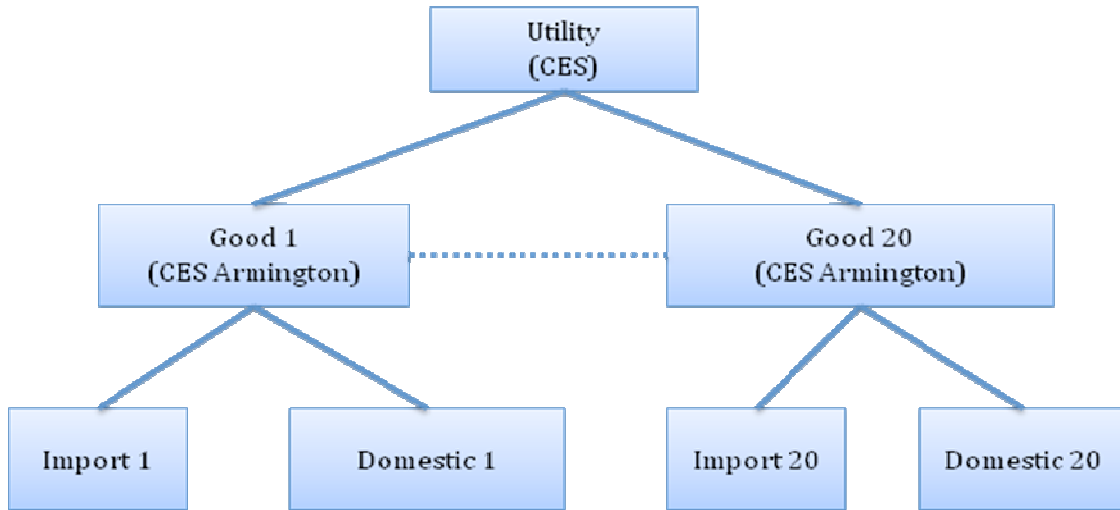 Utility
(CES)
Good 1
(CES Armington)
Good 20
(CES Armington)
Import 1
Domestic 1
Import 20
Domestic 20